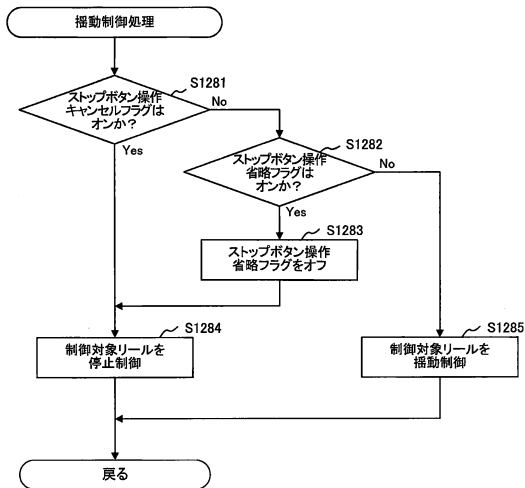 揺動制御処理
S1281
ストップボタン操作
キャンセルフラグは
オンか？
No
Yes
S1282
ストップボタン操作
省略フラグは
オンか？
No
Yes
S1283
ストップボタン操作
省略フラグをオフ
S1284
制御対象リールを
停止制御
S1285
制御対象リールを
揺動制御
戻る